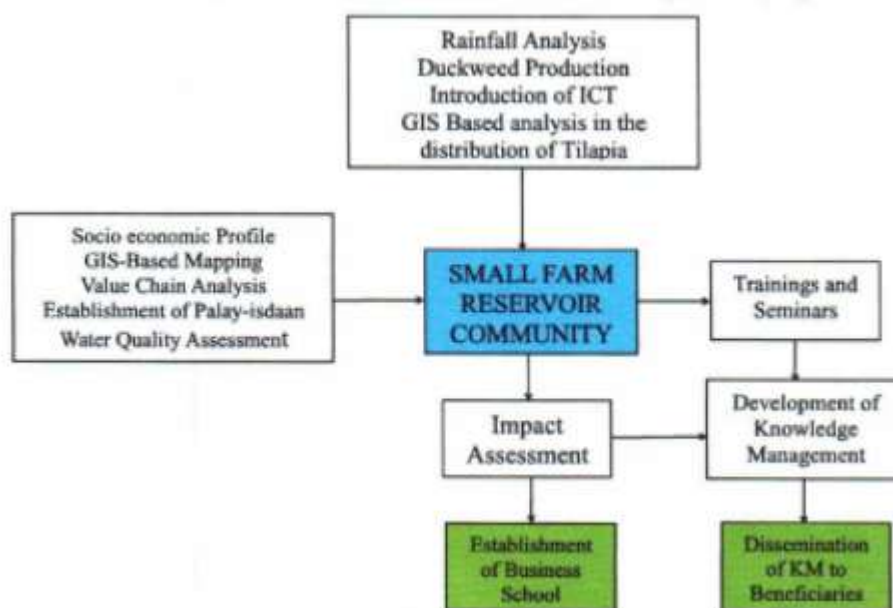 Rainfall Analysis
Duckweed Production
Introduction of ICT
GIS Based analysis in the
distribution of Tilapia
Socio economic Profile
GIS-Based Mapping
Value Chain Analysis
Establishment of Palay-isdaan
Water Quality Assessment
SMALL FARM
RESERVOIR
COMMUNITY
Trainings and
Seminars
Impact
Assessment
Development of
Knowledge
Management
Establishment
of Business
School
Dissemination
of KM to
Beneficiaries